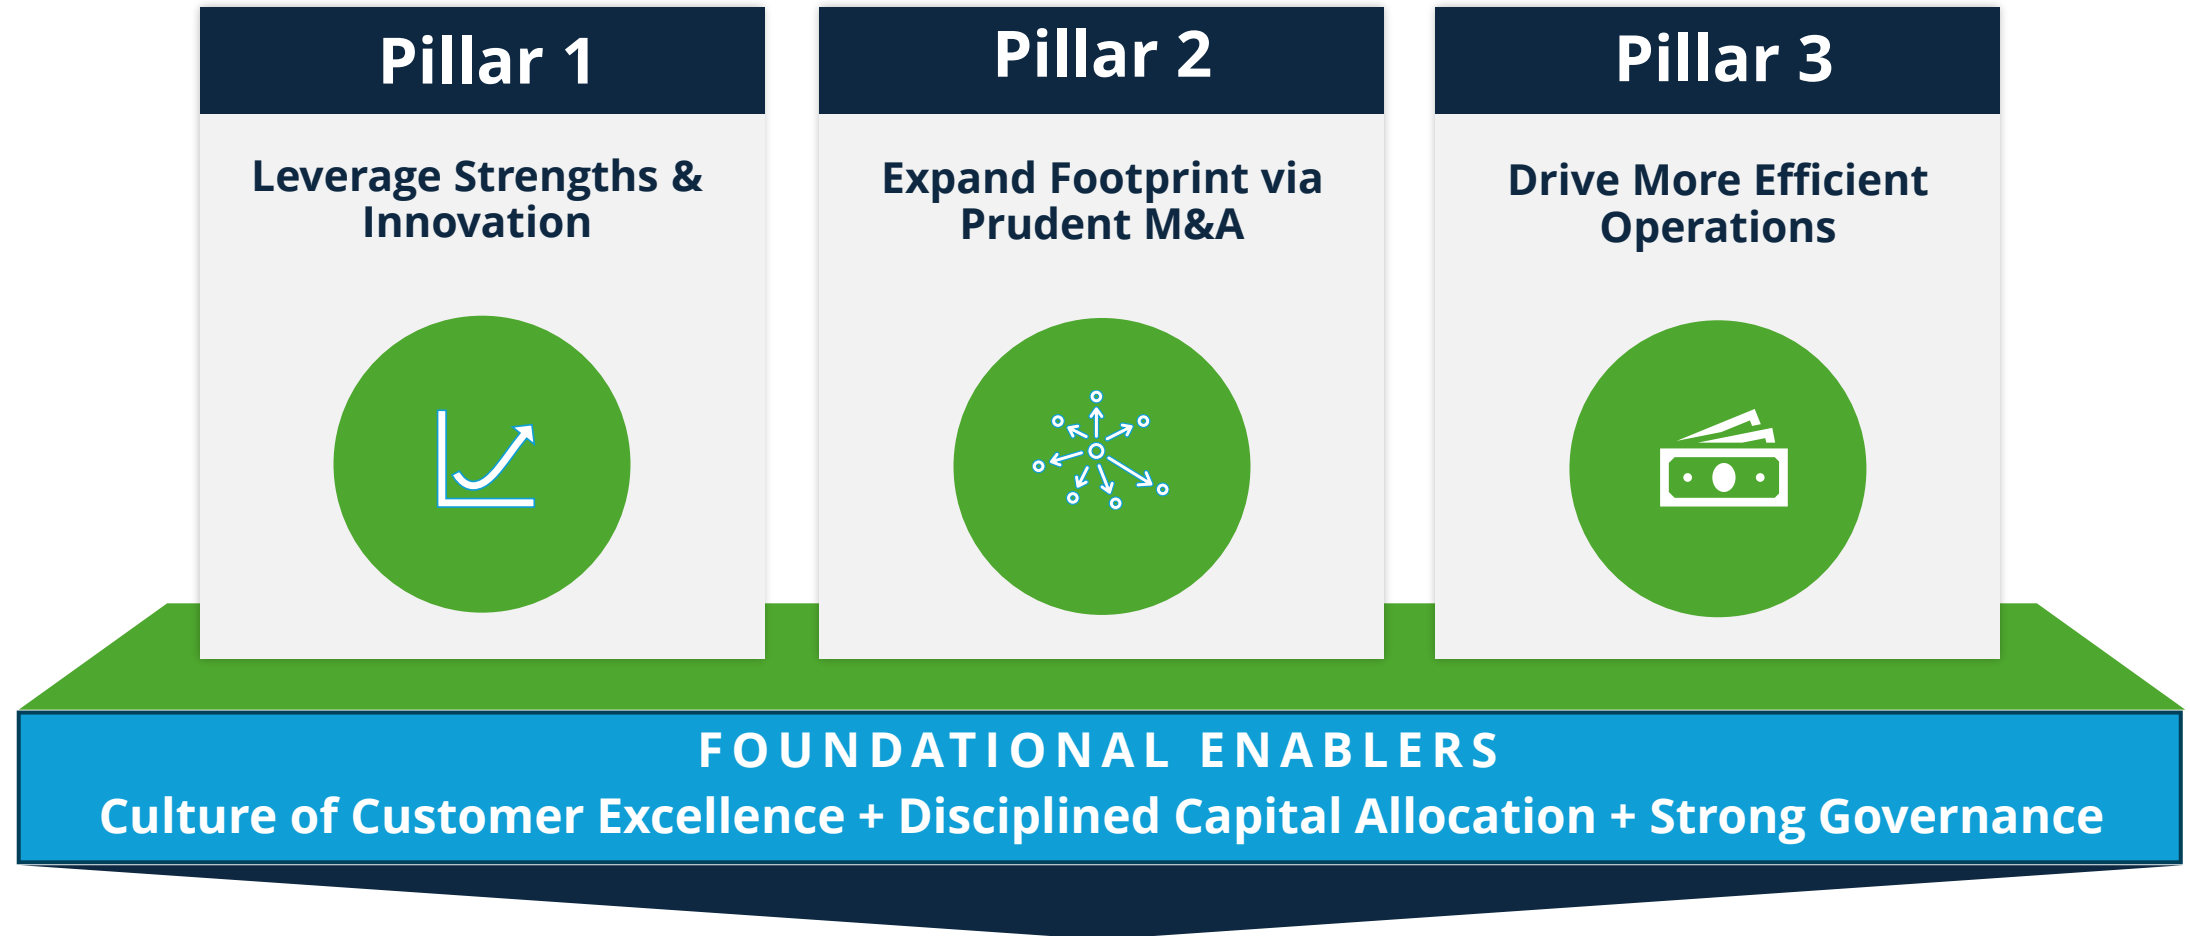 Pillar 1
Leverage Strengths &
Innovation
Pillar 2
Expand Footprint via
Prudent M&A
Pillar 3
Drive More Efficient
Operations
FOUNDATIONAL ENABLERS
Culture of Customer Excellence + Disciplined Capital Allocation + Strong Governance